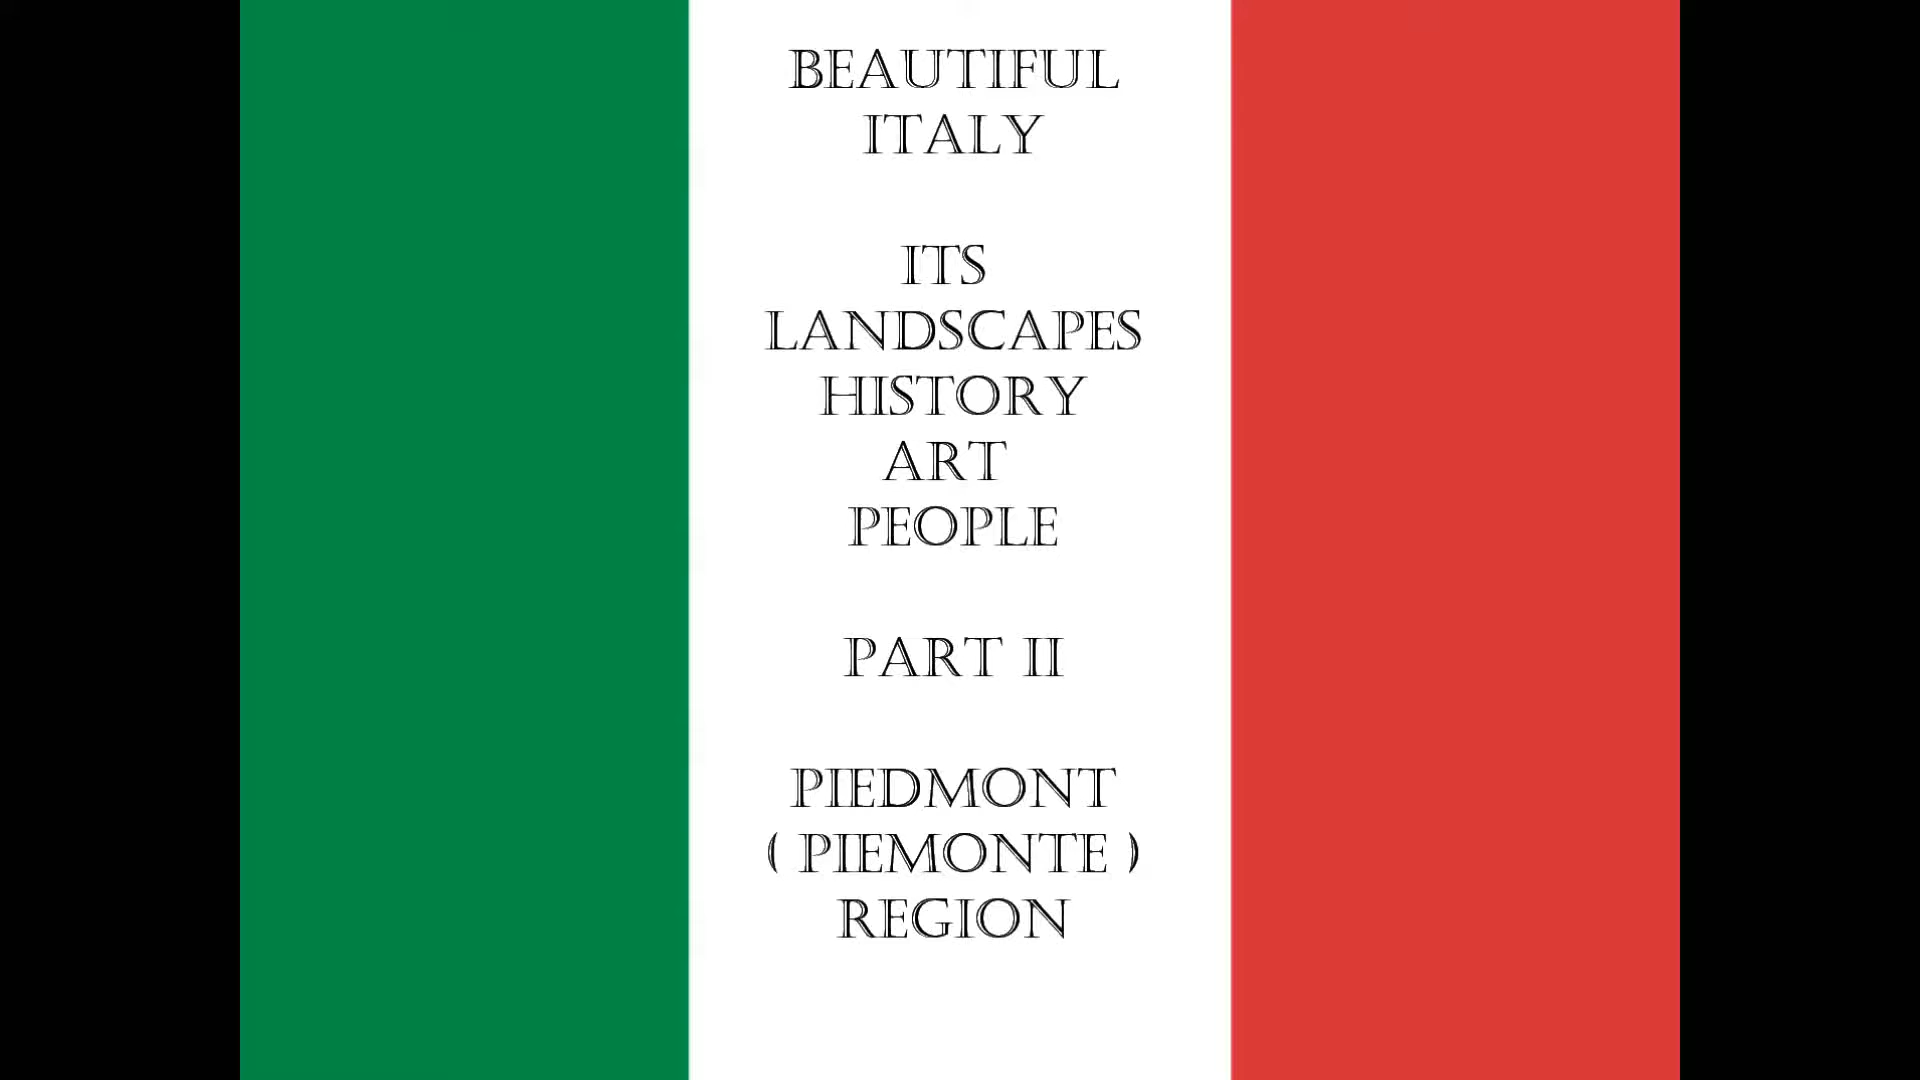 BEAUTIFUL
ITALY
ITS
LANDSCAPES
HISTORY
ART
PEOPLE
PART II
PIEDMONT
( PIEMONTE )
REGION